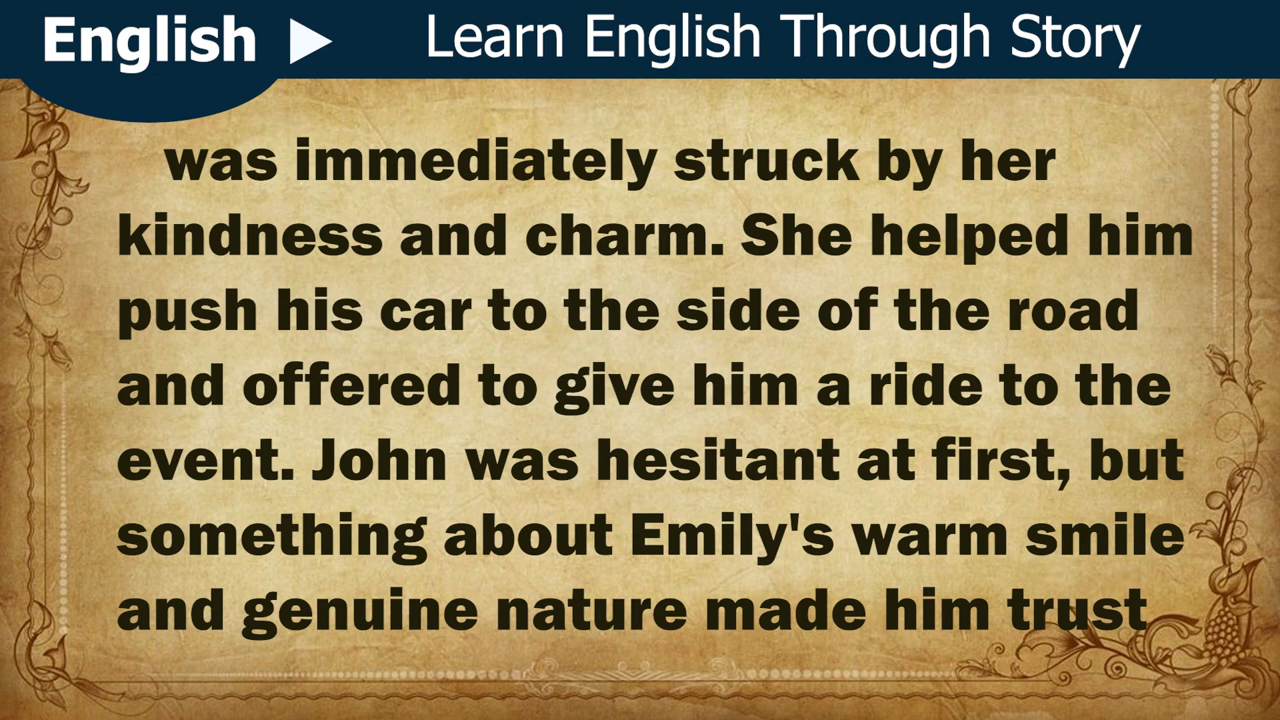 English
Learn English Through Story
was immediately struck by her
kindness and charm. She helped him
push his car to the side of the road
and offered to give him a ride to the
event. John was hesitant at first, but
something about Emily's warm smile
and genuine nature made him trust